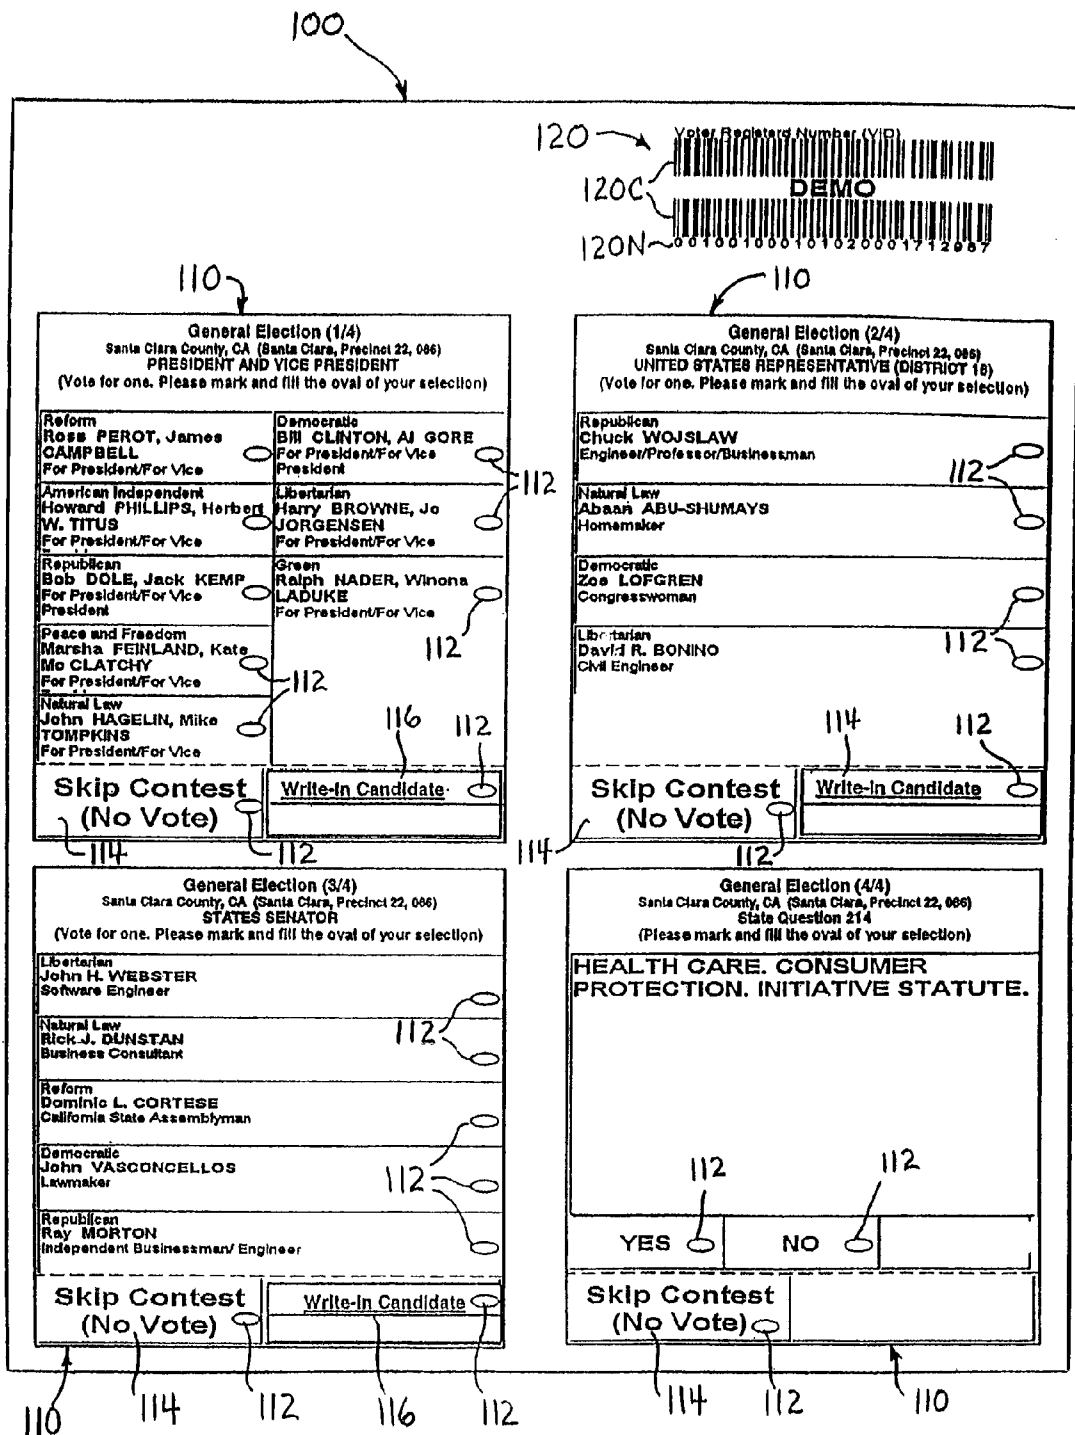 100
120
Voter Registerd Number (VID)
120C
DEMO
120N
110
110
General Election (1/4)
Santa Clara County, CA (Santa Clara, Precinct 22, 066)
PRESIDENT AND VICE PRESIDENT
(Vote for one. Please mark and fill the oval of your selection)
Reform
Ross PEROT, James
CAMPBELL
For President/For Vice
Democratic
Bill CLINTON, Al GORE
For President/For Vice
President
112
American Independent
Howard PHILLIPS, Herbert
W. TITUS
For President/For Vice
Libertarian
Harry BROWNE, Jo
JORGENSEN
For President/For Vice
Republican
Bob DOLE, Jack KEMP
For President/For Vice
President
Green
Ralph NADER, Winona
LADUKE
For President/For Vice
112
Peace and Freedom
Marsha FEINLAND, Kate
Mc CLATCHY
For President/For Vice
112
Natural Law
John HAGELIN, Mike
TOMPKINS
For President/For Vice
116
112
Skip Contest
(No Vote)
Write-In Candidate
114
112
General Election (2/4)
Santa Clara County, CA (Santa Clara, Precinct 22, 066)
UNITED STATES REPRESENTATIVE (DISTRICT 16)
(Vote for one. Please mark and fill the oval of your selection)
Republican
Chuck WOJSLAW
Engineer/Professor/Businessman
112
Natural Law
Abaan ABU-SHUMAYS
Homemaker
Democratic
Zoe LOFGREN
Congresswoman
112
Libertarian
David R. BONINO
Civil Engineer
114
112
Skip Contest
(No Vote)
Write-In Candidate
114
112
General Election (3/4)
Santa Clara County, CA (Santa Clara, Precinct 22, 066)
STATES SENATOR
(Vote for one. Please mark and fill the oval of your selection)
Libertarian
John H. WEBSTER
Software Engineer
112
Natural Law
Rick J. DUNSTAN
Business Consultant
Reform
Dominic L. CORTESE
California State Assemblyman
Democratic
John VASCONCELLOS
Lawmaker
112
Republican
Ray MORTON
Independent Businessman/ Engineer
Skip Contest
(No Vote)
Write-In Candidate
112
110
114
112
116
112
General Election (4/4)
Santa Clara County, CA (Santa Clara, Precinct 22, 066)
State Question 214
(Please mark and fill the oval of your selection)
HEALTH CARE. CONSUMER
PROTECTION. INITIATIVE STATUTE.
112
112
YES
NO
Skip Contest
(No Vote)
114
112
110